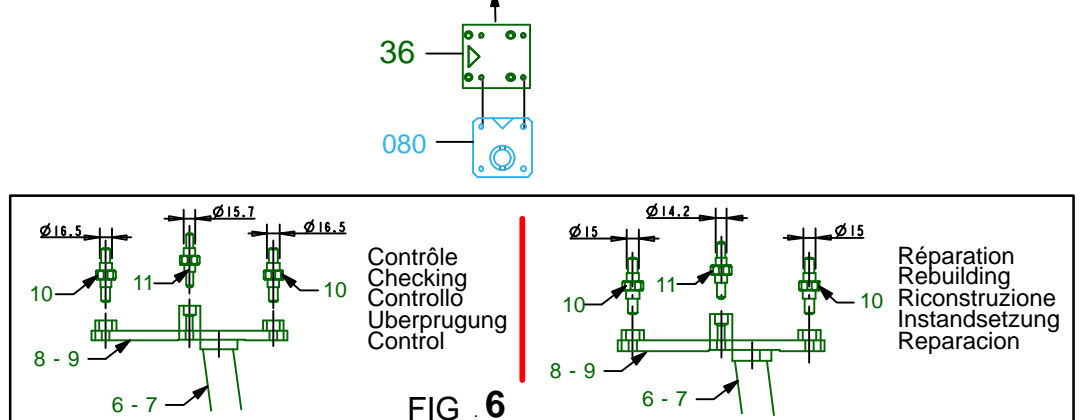 36
080
Ø16.5
Ø15.7
Ø16.5
10
11
10
8 - 9
6 - 7
Contrôle
Checking
Controllo
Uberprugung
Control
FIG . 6
Ø15
Ø14.2
Ø15
10
11
10
8 - 9
6 - 7
Réparation
Rebuilding
Riconstruzione
Instandsetzung
Reparacion